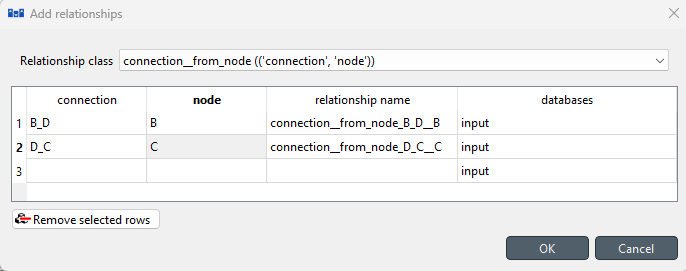 Add relationships
Relationship class connection__from_node (('connection', 'node'))
connection node relationship name databases
1 B_D B connection__from_node_B_D__B input
2 D_C C connection__from_node_D_C__C input
3 input
Remove selected rows
OK Cancel